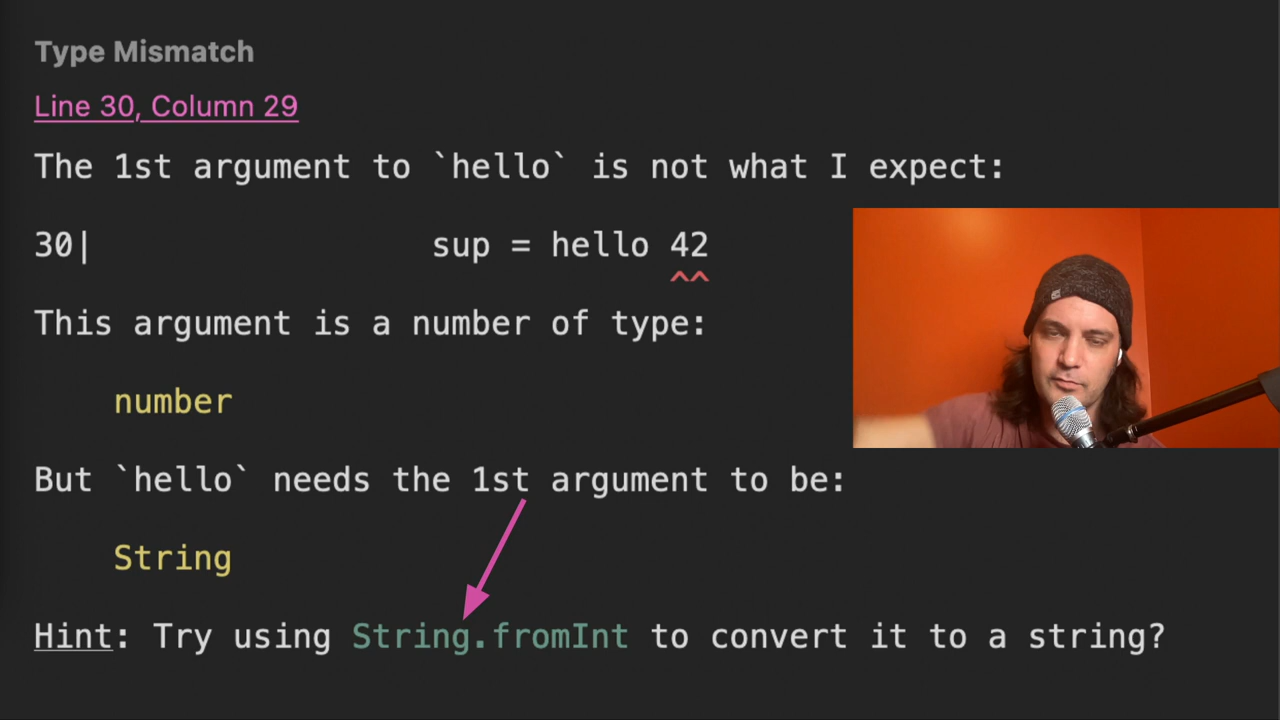 Type Mismatch
Line 30, Column 29
The 1st argument to `hello` is not what I expect:
30|                 sup = hello 42
^^
This argument is a number of type:
number
But `hello` needs the 1st argument to be:
String
Hint: Try using String.fromInt to convert it to a string?